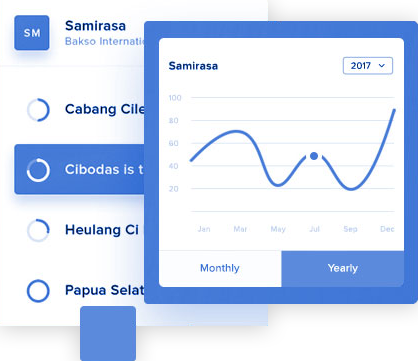 SM
Samirasa
Bakso Internatio
Cabang Cile
Cibodas is t
Heulang Ci
Papua Selat
Samirasa
2017
100
80
60
40
20
Jan Mar May Jul Sep Dec
Monthly Yearly